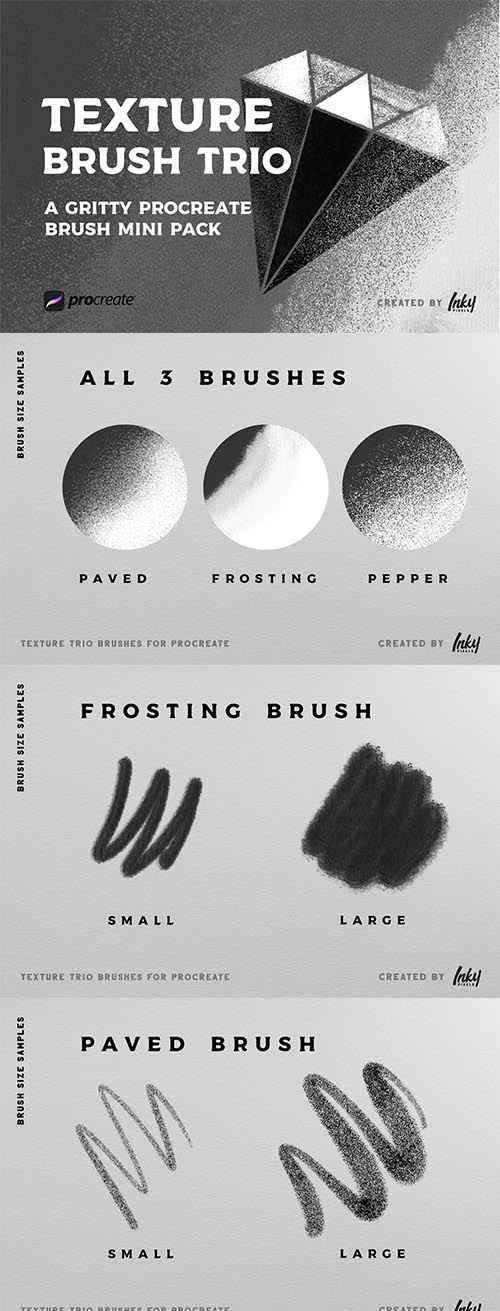 TEXTURE
BRUSH TRIO
A GRITTY PROCREATE
BRUSH MINI PACK
procreate
CREATED BY Inky PIXELS
BRUSH SIZE SAMPLES
ALL 3 BRUSHES
PAVED FROSTING PEPPER
TEXTURE TRIO BRUSHES FOR PROCREATE CREATED BY Inky PIXELS
BRUSH SIZE SAMPLES
FROSTING BRUSH
SMALL LARGE
TEXTURE TRIO BRUSHES FOR PROCREATE CREATED BY Inky PIXELS
BRUSH SIZE SAMPLES
PAVED BRUSH
SMALL LARGE
TEXTURE TRIO BRUSHES FOR PROCREATE CREATED BY Inky